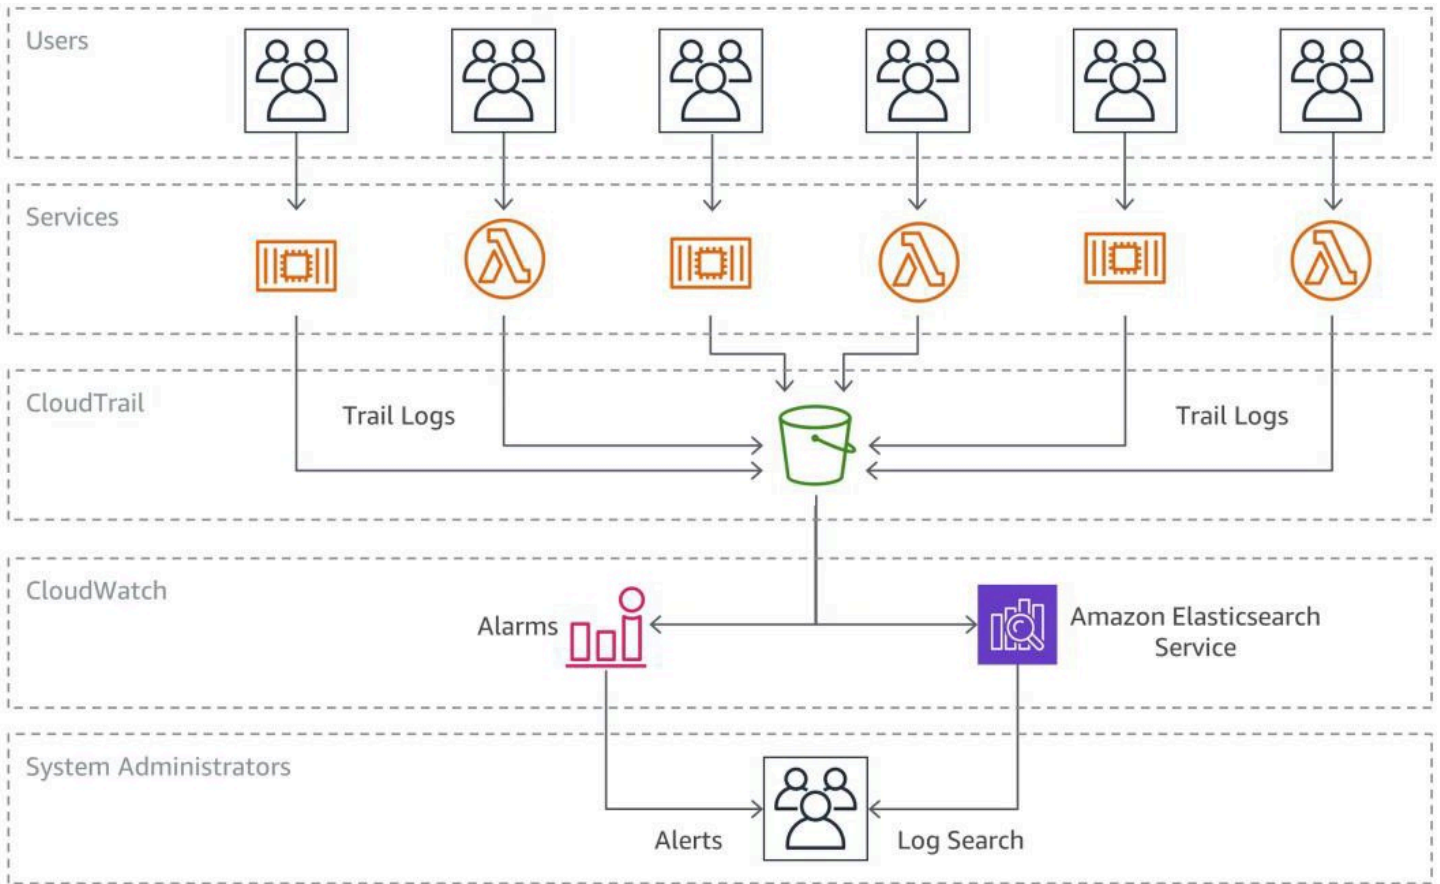 Users
Services
CloudTrail
Trail Logs
Trail Logs
CloudWatch
Alarms
Amazon Elasticsearch
Service
System Administrators
Alerts
Log Search